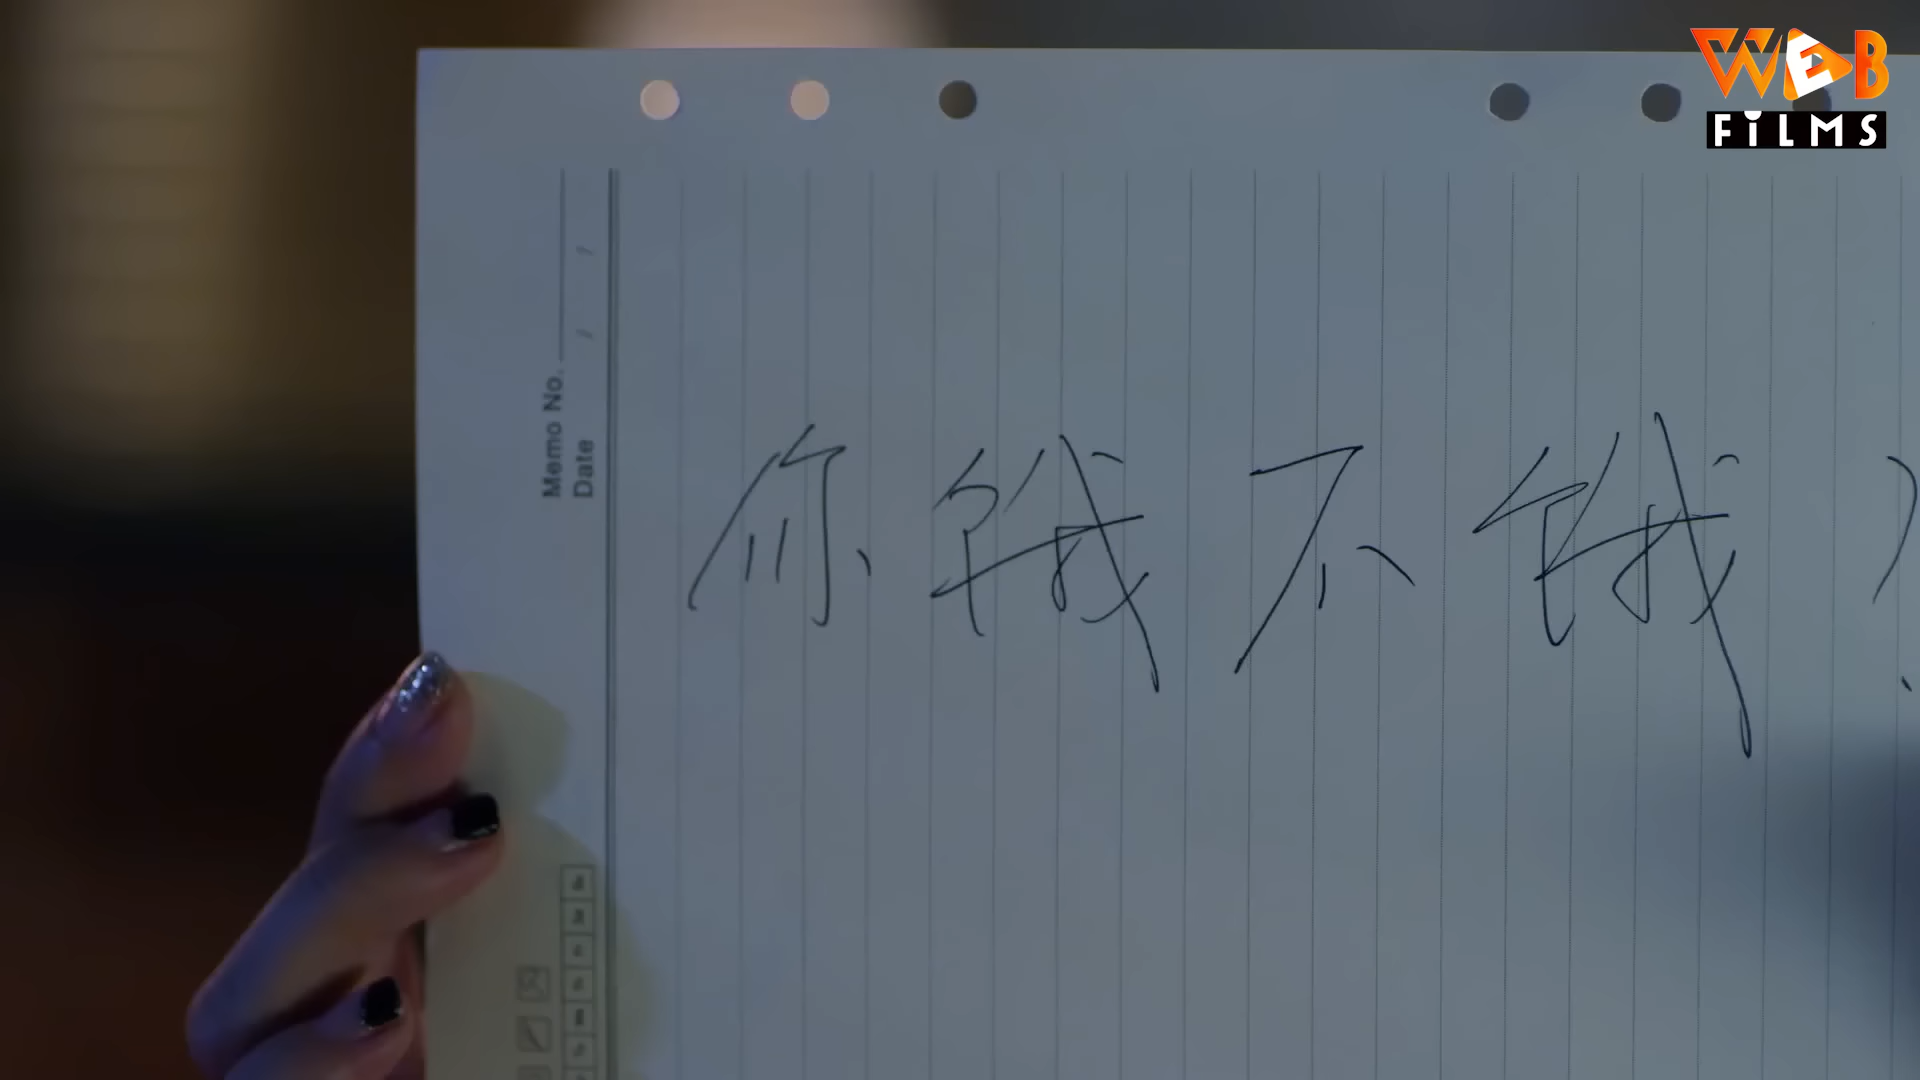 WEB
FiLMS
Memo No.
Date / /
你饿不饿？